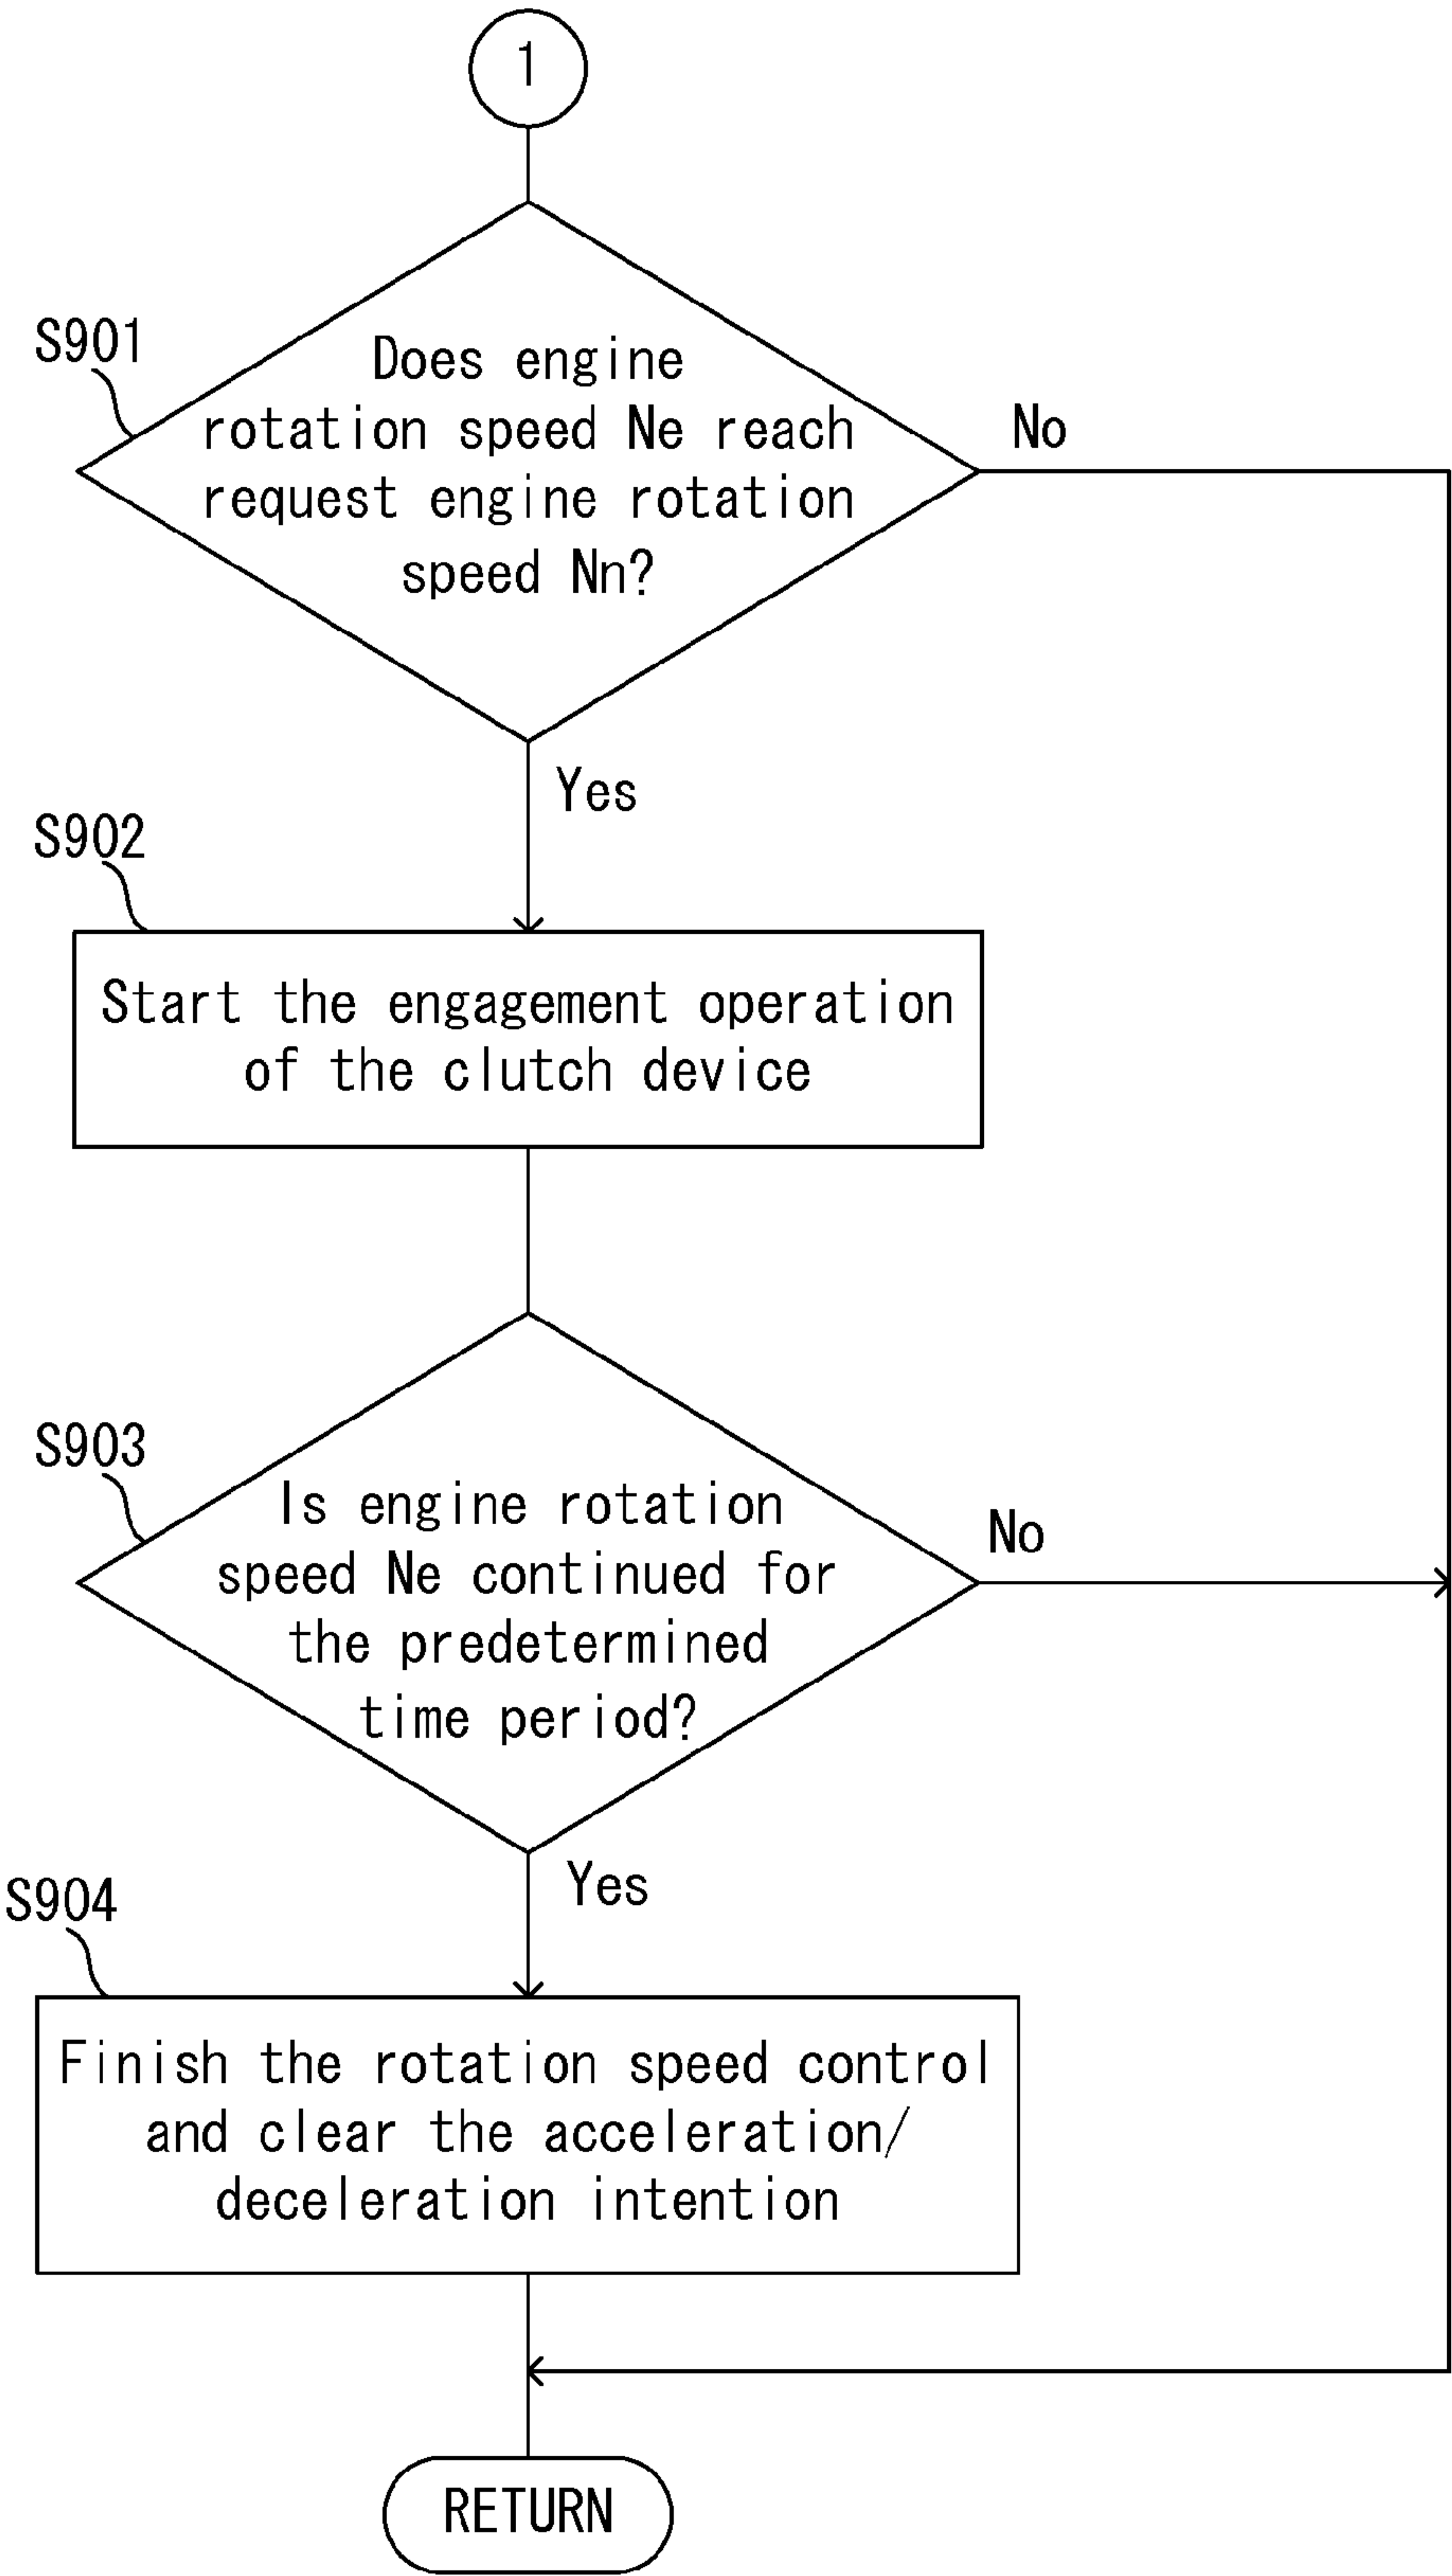 1
S901
Does engine
rotation speed Ne reach
request engine rotation
speed Nn?
No
Yes
S902
Start the engagement operation
of the clutch device
S903
Is engine rotation
speed Ne continued for
the predetermined
time period?
No
Yes
S904
Finish the rotation speed control
and clear the acceleration/
deceleration intention
RETURN